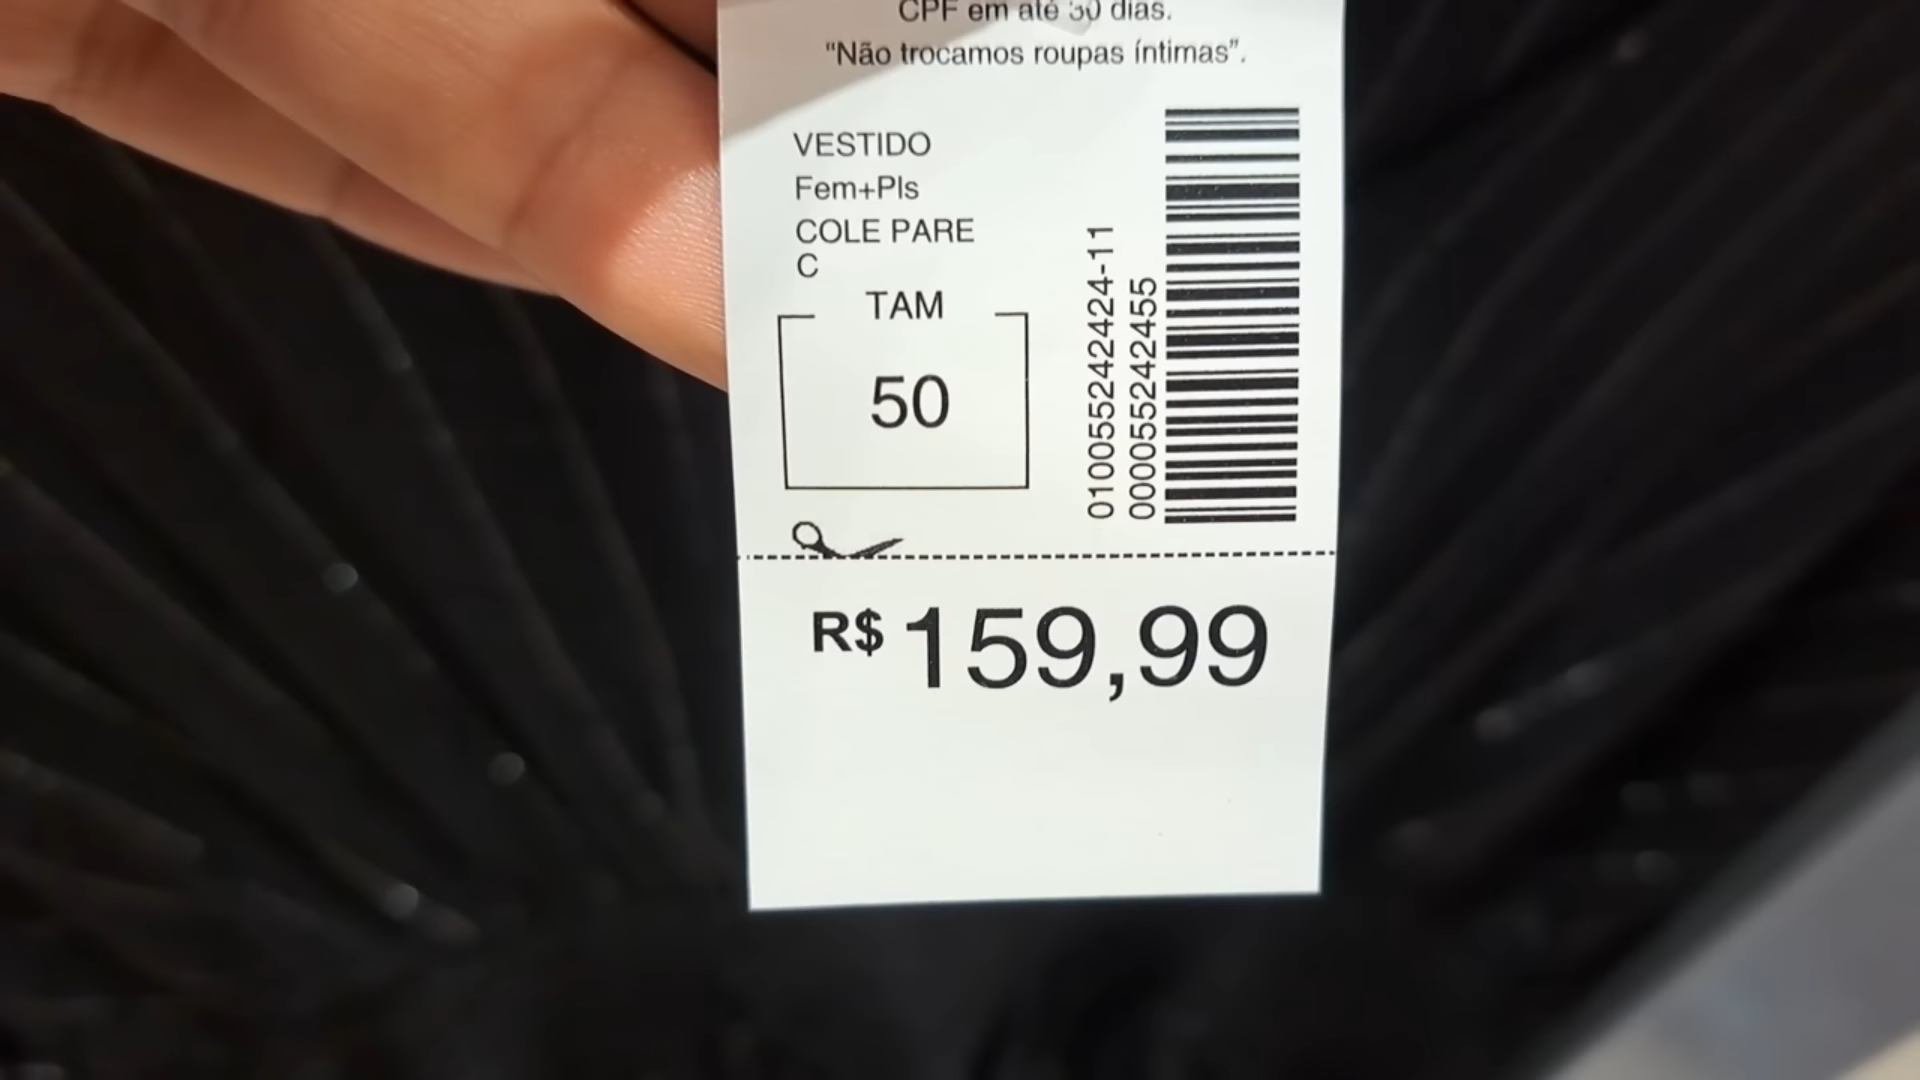 CPF em até 30 dias.
“Não trocamos roupas íntimas”.
VESTIDO
Fem+Pls
COLE PARE
C
TAM
50
010055242424-11
000055242455
R$ 159,99